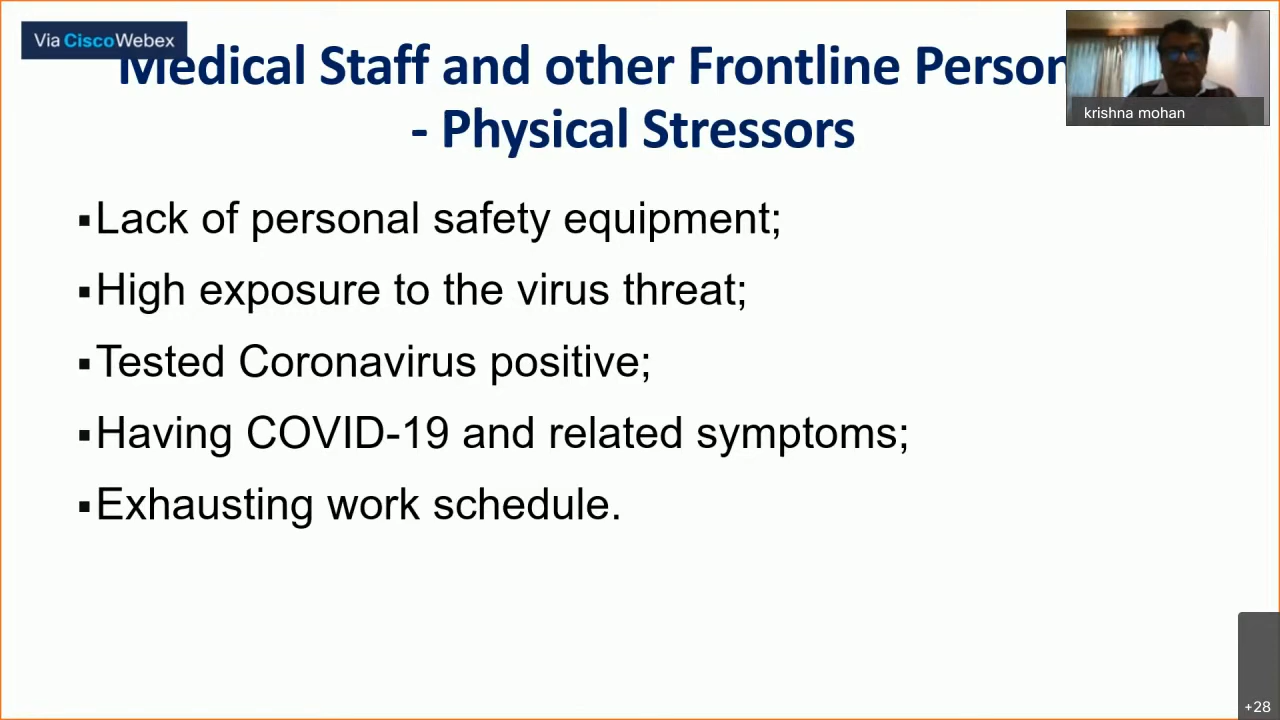 Via Cisco Webex
Medical Staff and other Frontline
- Physical Stressors
krishna mohan
▪Lack of personal safety equipment;
▪High exposure to the virus threat;
▪Tested Coronavirus positive;
▪Having COVID-19 and related symptoms;
▪Exhausting work schedule.
+28